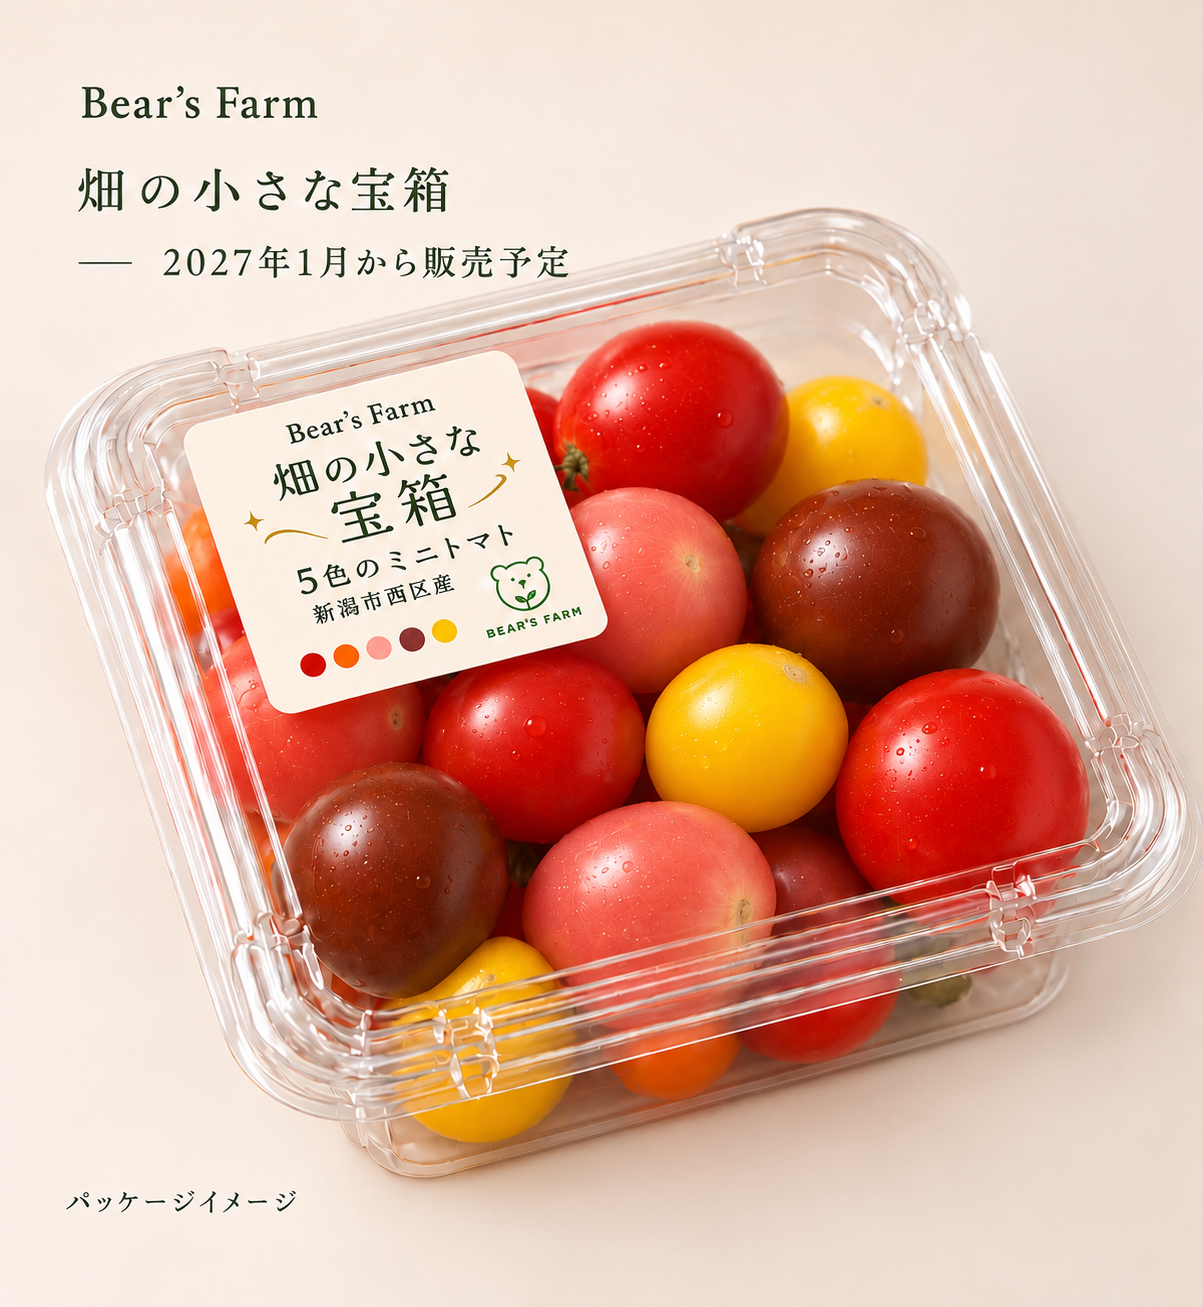 Bear's Farm
畑の小さな宝箱
— 2027年1月から販売予定
Bear's Farm
畑の小さな
宝箱
5色のミニトマト
新潟市西区産
BEAR'S FARM
パッケージイメージ